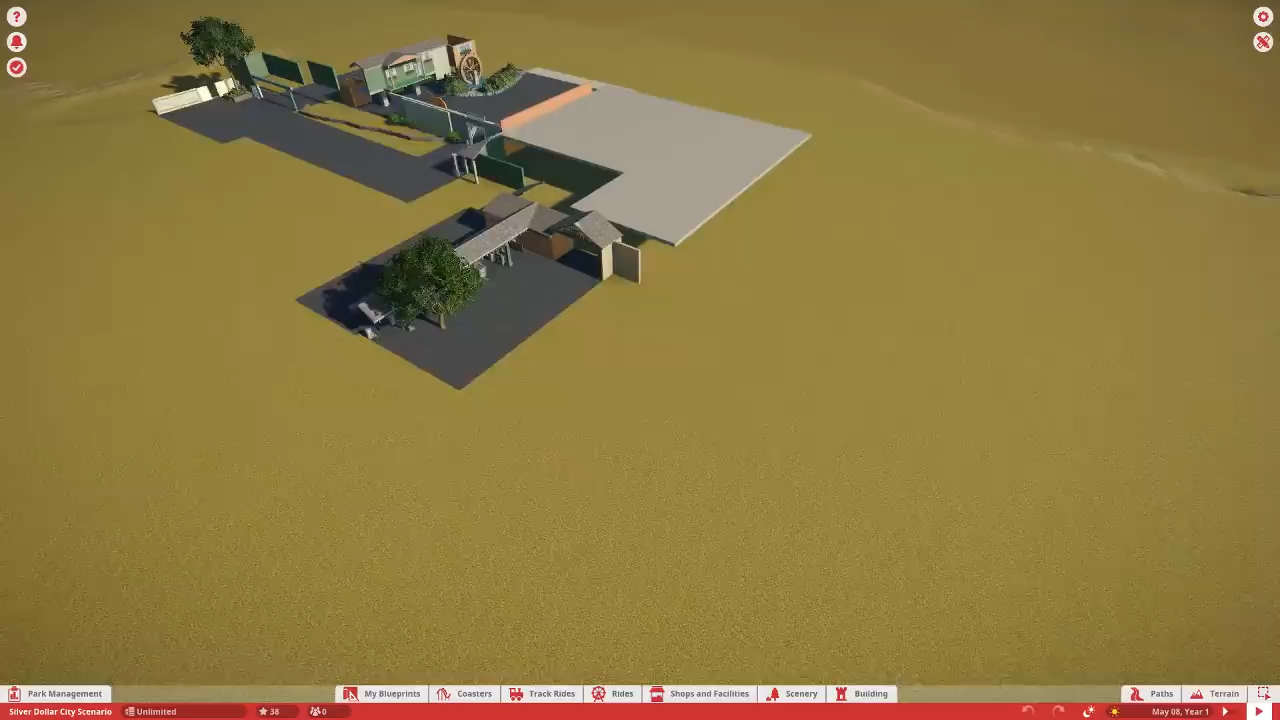 ?
Park Management
My Blueprints
Coasters
Track Rides
Rides
Shops and Facilities
Scenery
Building
Paths
Terrain
Silver Dollar City Scenario
Unlimited
38
0
May 08, Year 1